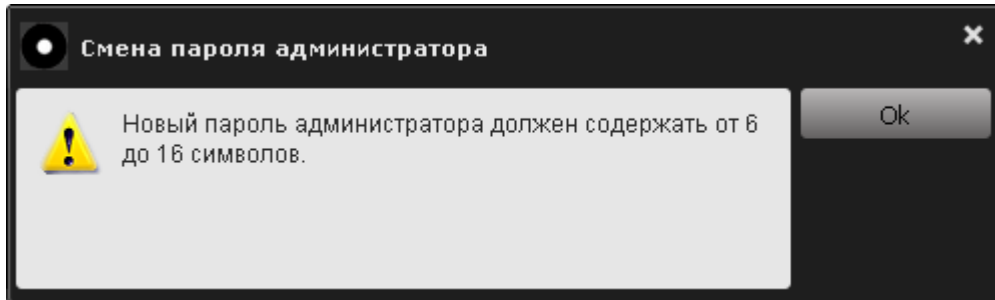 Смена пароля администратора
Новый пароль администратора должен содержать от 6
до 16 символов.
Ok